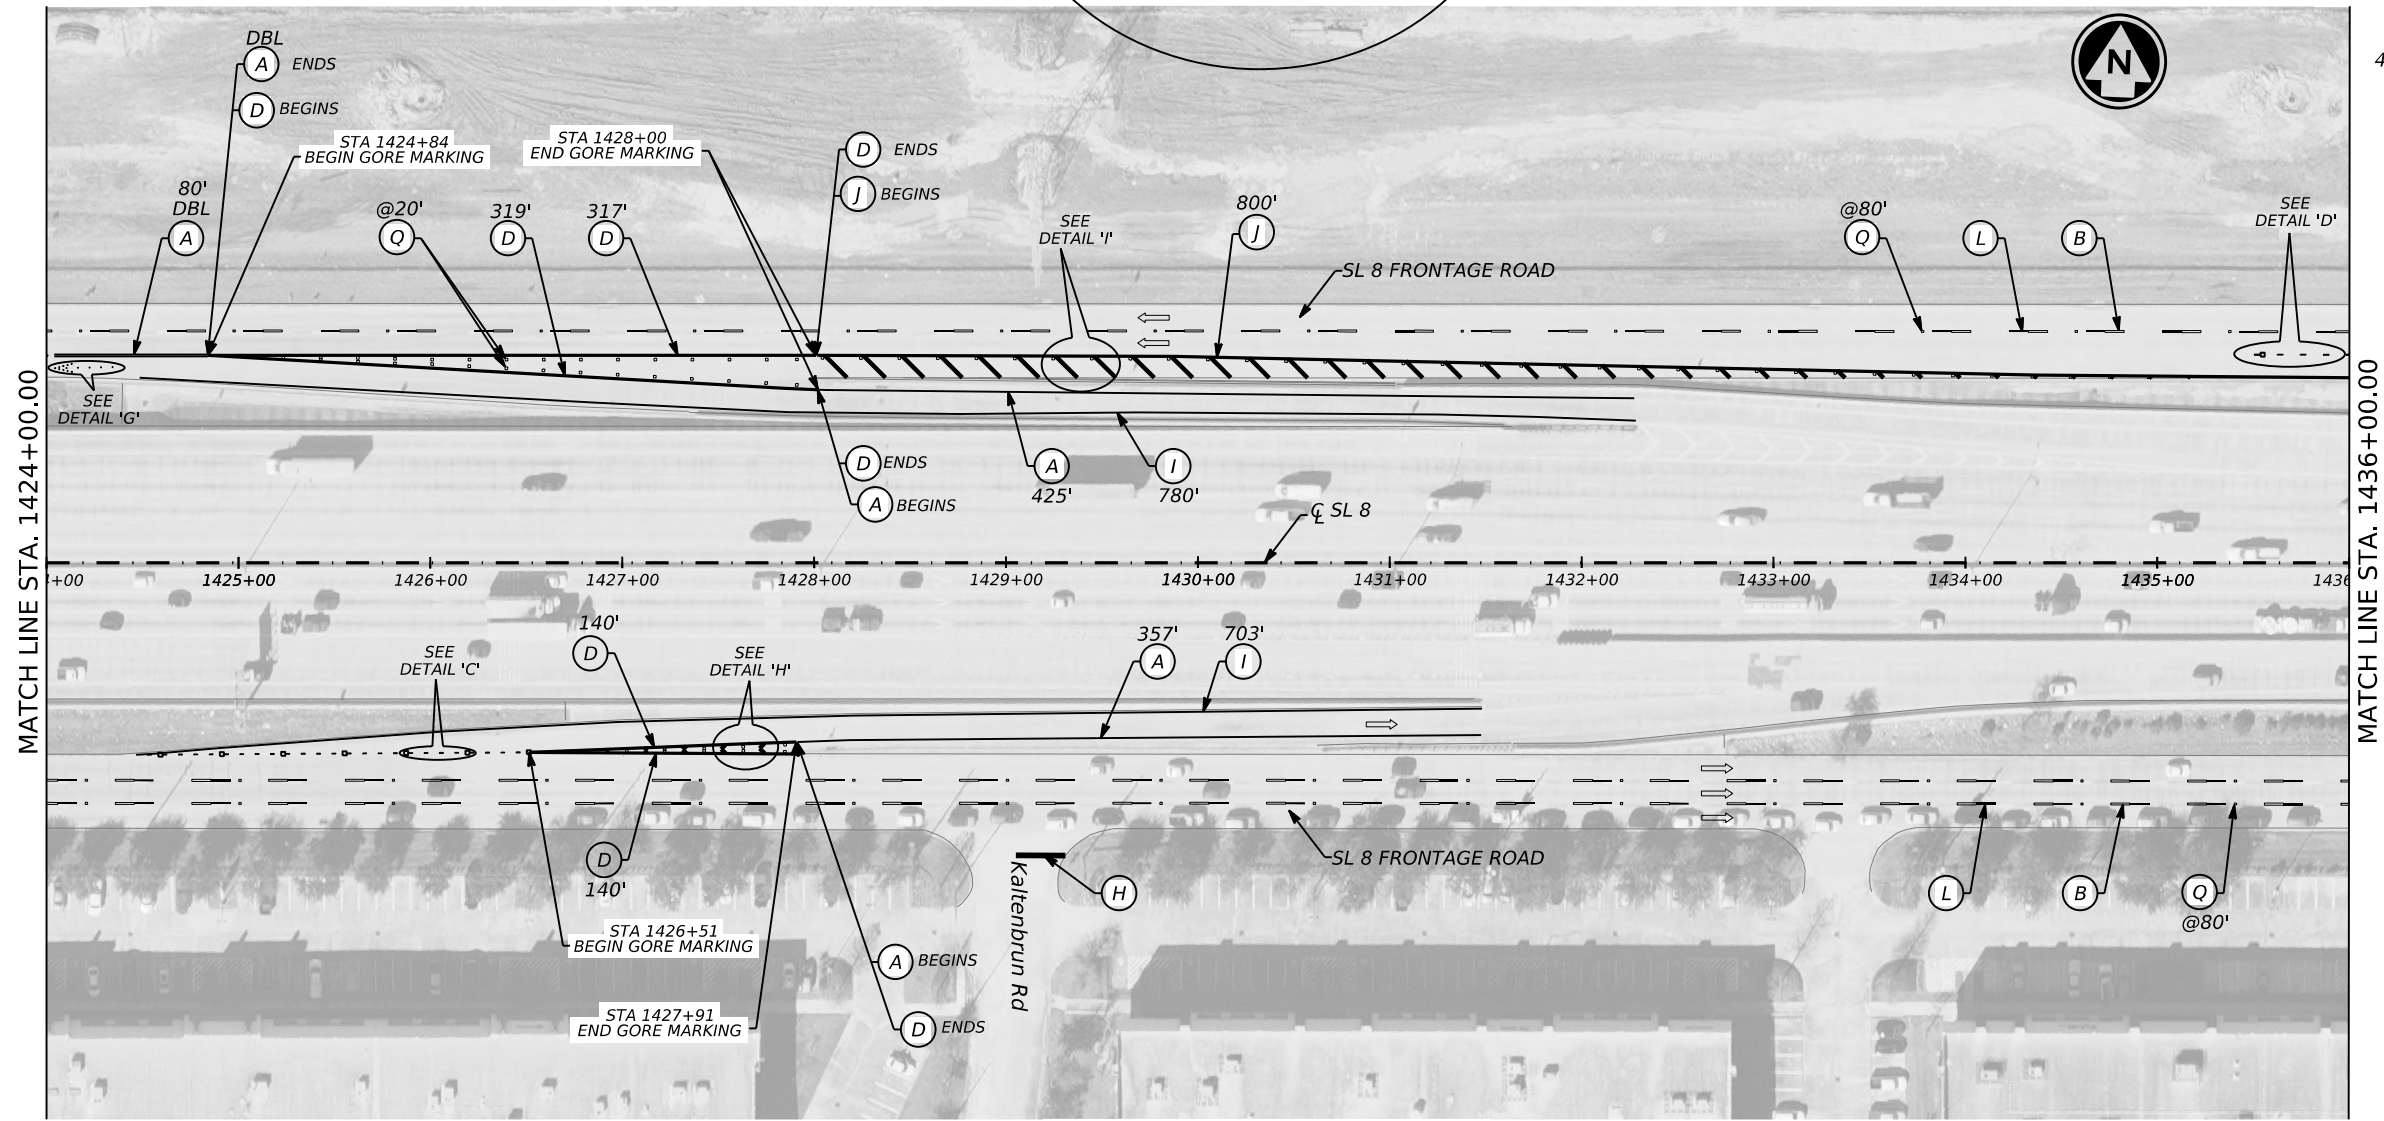 DBL
A ENDS
D BEGINS
N
4
STA 1424+84
BEGIN GORE MARKING
STA 1428+00
END GORE MARKING
D ENDS
J BEGINS
80'
DBL
A
@20'
Q
319'
D
317'
D
SEE
DETAIL 'I'
800'
J
SL 8 FRONTAGE ROAD
@80'
Q
L
B
SEE
DETAIL 'D'
SEE
DETAIL 'G'
MATCH LINE STA. 1424+00.00
MATCH LINE STA. 1436+00.00
D ENDS
A BEGINS
A
425'
I
780'
℄ SL 8
+00
1425+00
1426+00
1427+00
1428+00
1429+00
1430+00
1431+00
1432+00
1433+00
1434+00
1435+00
1436
140'
D
SEE
DETAIL 'C'
SEE
DETAIL 'H'
357'
A
703'
I
D
140'
STA 1426+51
BEGIN GORE MARKING
STA 1427+91
END GORE MARKING
A BEGINS
D ENDS
Kaltenbrun Rd
H
SL 8 FRONTAGE ROAD
L
B
Q
@80'